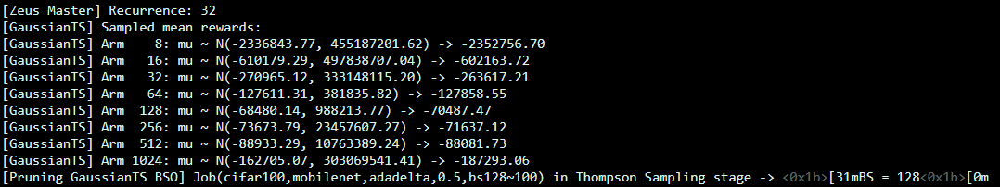 [Zeus Master] Recurrence: 32
[GaussianTS] Sampled mean rewards:
[GaussianTS] Arm    8: mu ~ N(-2336843.77, 455187201.62) -> -2352756.70
[GaussianTS] Arm   16: mu ~ N(-610179.29, 497838707.04) -> -602163.72
[GaussianTS] Arm   32: mu ~ N(-270965.12, 333148115.20) -> -263617.21
[GaussianTS] Arm   64: mu ~ N(-127611.31, 381835.82) -> -127858.55
[GaussianTS] Arm  128: mu ~ N(-68480.14, 988213.77) -> -70487.47
[GaussianTS] Arm  256: mu ~ N(-73673.79, 23457607.27) -> -71637.12
[GaussianTS] Arm  512: mu ~ N(-88933.29, 10763389.24) -> -88081.73
[GaussianTS] Arm 1024: mu ~ N(-162705.07, 303069541.41) -> -187293.06
[Pruning GaussianTS BSO] Job(cifar100,mobilenet,adadelta,0.5,bs128~100) in Thompson Sampling stage -> <0x1b>[31mBS = 128<0x1b>[0m